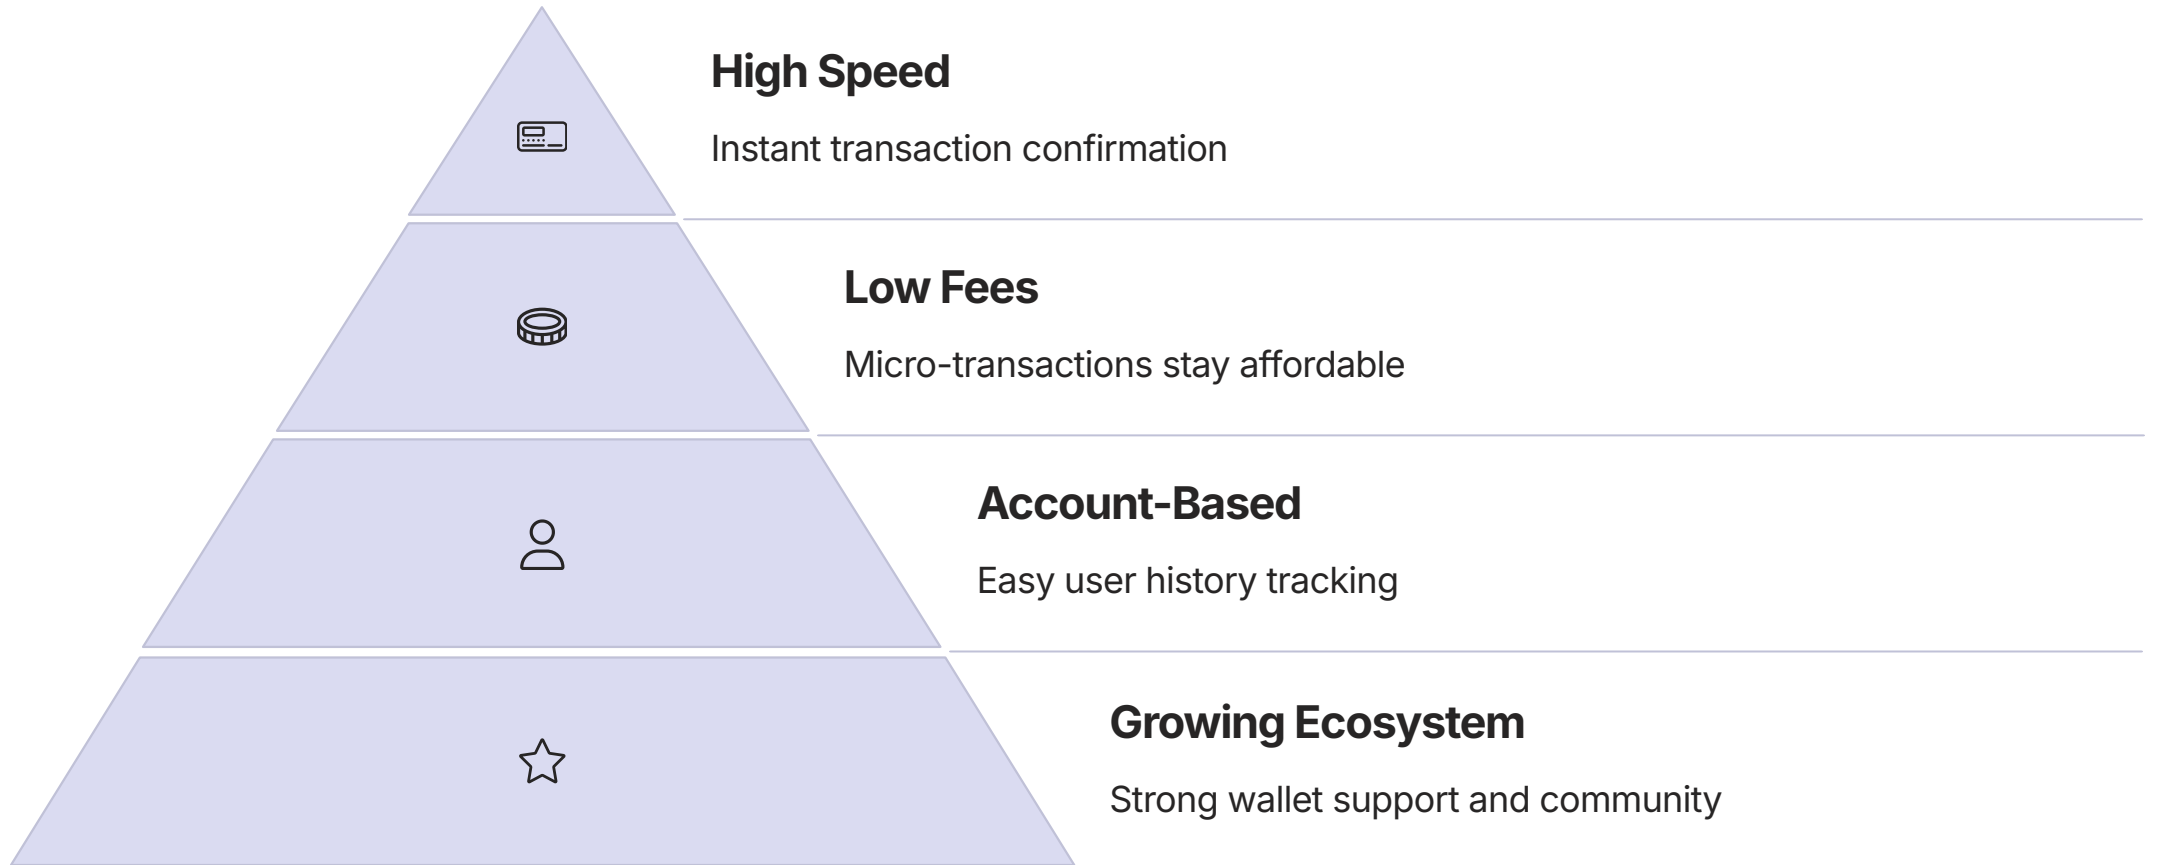 High Speed
Instant transaction confirmation
Low Fees
Micro-transactions stay affordable
Account-Based
Easy user history tracking
Growing Ecosystem
Strong wallet support and community